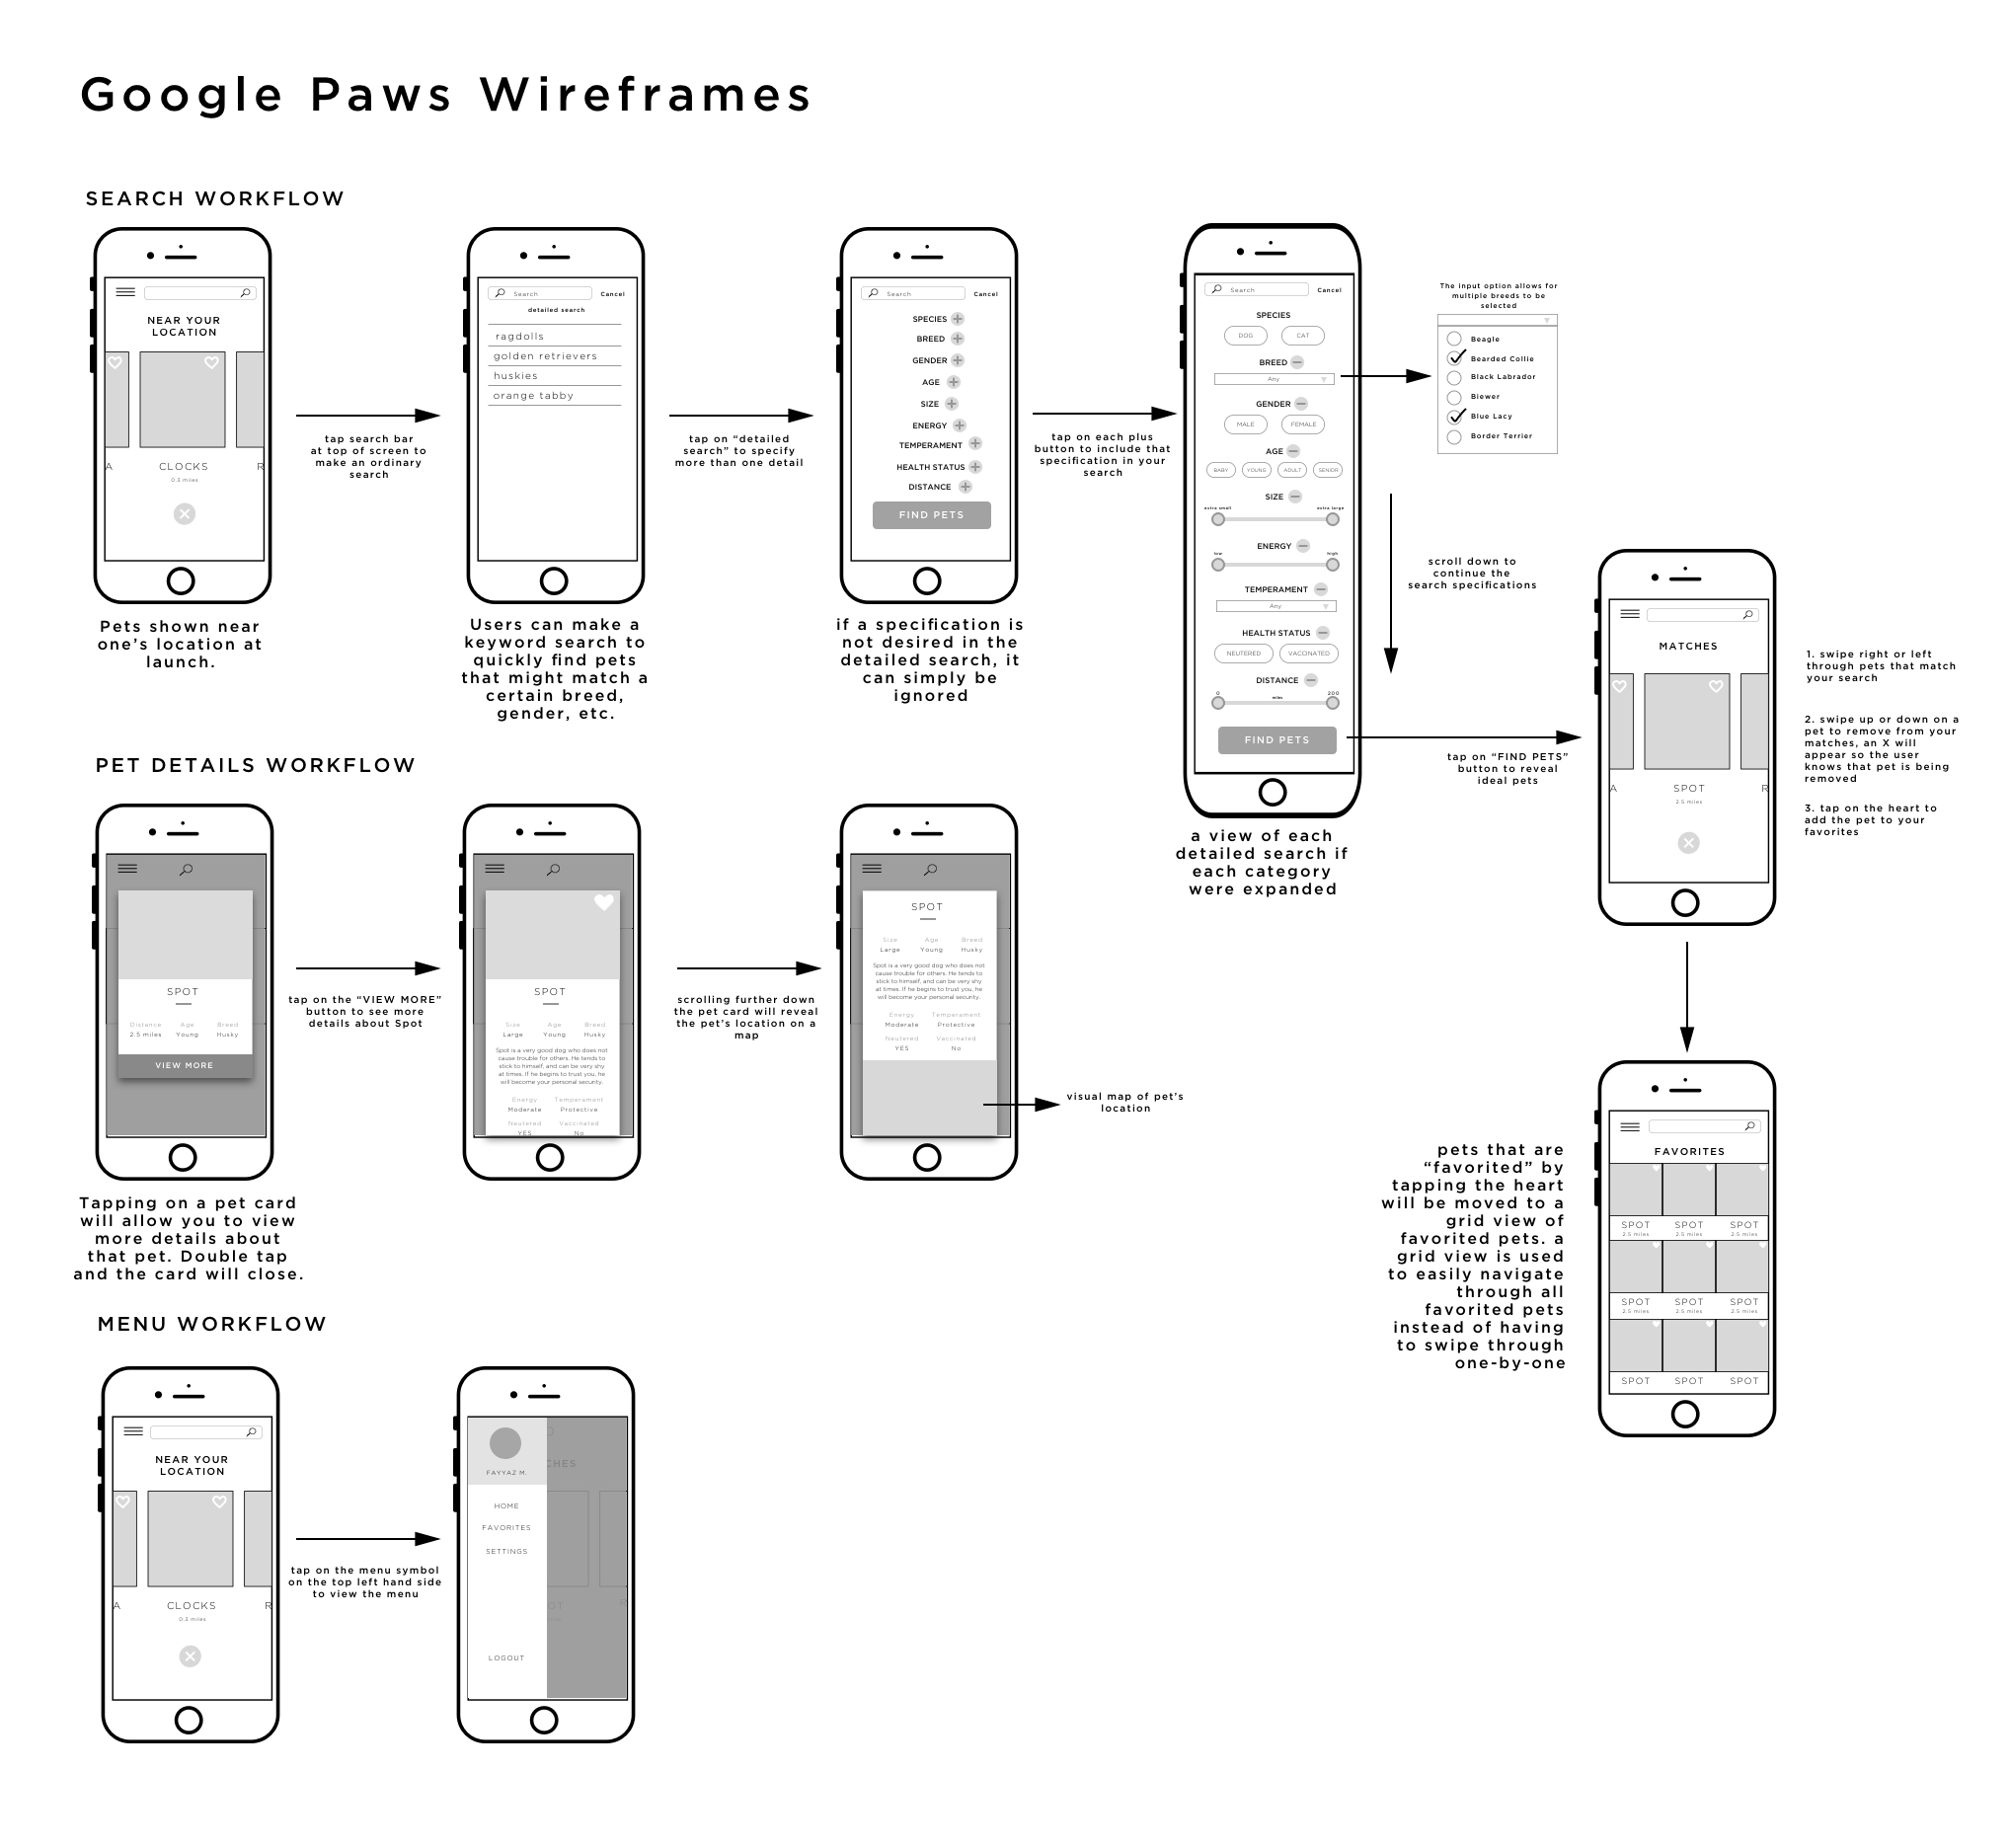 Google Paws Wireframes
SEARCH WORKFLOW
NEAR YOUR
LOCATION
A
CLOCKS
R
0.3 miles
Pets shown near
one's location at
launch.
tap search bar
at top of screen to
make an ordinary
search
Search
Cancel
detailed search
ragdolls
golden retrievers
huskies
orange tabby
Users can make a
keyword search to
quickly find pets
that might match a
certain breed,
gender, etc.
tap on “detailed
search” to specify
more than one detail
Search
Cancel
SPECIES
BREED
GENDER
AGE
SIZE
ENERGY
TEMPERAMENT
HEALTH STATUS
DISTANCE
FIND PETS
if a specification is
not desired in the
detailed search, it
can simply be
ignored
tap on each plus
button to include that
specification in your
search
Search
Cancel
SPECIES
DOG
CAT
BREED
Any
GENDER
MALE
FEMALE
AGE
BABY
YOUNG
ADULT
SENIOR
SIZE
extra small
extra large
ENERGY
low
high
TEMPERAMENT
Any
HEALTH STATUS
NEUTERED
VACCINATED
DISTANCE
0
miles
200
FIND PETS
a view of each
detailed search if
each category
were expanded
The input option allows for
multiple breeds to be
selected
Beagle
Bearded Collie
Black Labrador
Biewer
Blue Lacy
Border Terrier
scroll down to
continue the
search specifications
tap on “FIND PETS”
button to reveal
ideal pets
MATCHES
A
SPOT
R
2.5 miles
1. swipe right or left
through pets that match
your search
2. swipe up or down on a
pet to remove from your
matches, an X will
appear so the user
knows that pet is being
removed
3. tap on the heart to
add the pet to your
favorites
pets that are
“favorited” by
tapping the heart
will be moved to a
grid view of
favorited pets. a
grid view is used
to easily navigate
through all
favorited pets
instead of having
to swipe through
one-by-one
FAVORITES
SPOT SPOT SPOT
2.5 miles 2.5 miles 2.5 miles
SPOT SPOT SPOT
2.5 miles 2.5 miles 2.5 miles
SPOT SPOT SPOT
PET DETAILS WORKFLOW
SPOT
Distance Age Breed
2.5 miles Young Husky
VIEW MORE
Tapping on a pet card
will allow you to view
more details about
that pet. Double tap
and the card will close.
tap on the “VIEW MORE”
button to see more
details about Spot
SPOT
Size Age Breed
Large Young Husky
Spot is a very good dog who does not
cause trouble for others. He tends to
stick to himself, and can be very shy
at times. If he begins to trust you, he
will become your personal security.
Energy Temperament
Moderate Protective
Neutered Vaccinated
YES No
scrolling further down
the pet card will reveal
the pet's location on a
map
SPOT
Size Age Breed
Large Young Husky
Spot is a very good dog who does not
cause trouble for others. He tends to
stick to himself, and can be very shy
at times. If he begins to trust you, he
will become your personal security.
Energy Temperament
Moderate Protective
Neutered Vaccinated
YES No
visual map of pet's
location
MENU WORKFLOW
NEAR YOUR
LOCATION
A
CLOCKS
R
0.3 miles
tap on the menu symbol
on the top left hand side
to view the menu
FAYYAZ M.
CHES
HOME
FAVORITES
SETTINGS
OT
R
LOGOUT